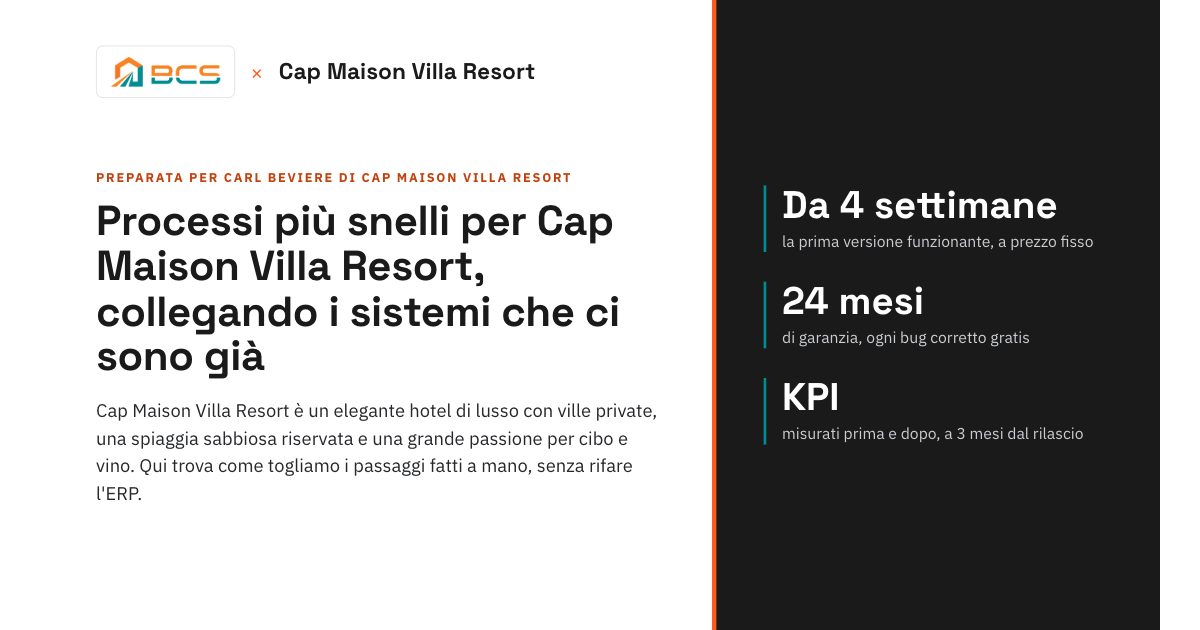 BCS × Cap Maison Villa Resort
PREPARATA PER CARL BEVIERE DI CAP MAISON VILLA RESORT
Processi più snelli per Cap
Maison Villa Resort,
collegando i sistemi che ci
sono già
Cap Maison Villa Resort è un elegante hotel di lusso con ville private,
una spiaggia sabbiosa riservata e una grande passione per cibo e
vino. Qui trova come togliamo i passaggi fatti a mano, senza rifare
l'ERP.
Da 4 settimane
la prima versione funzionante, a prezzo fisso
24 mesi
di garanzia, ogni bug corretto gratis
KPI
misurati prima e dopo, a 3 mesi dal rilascio